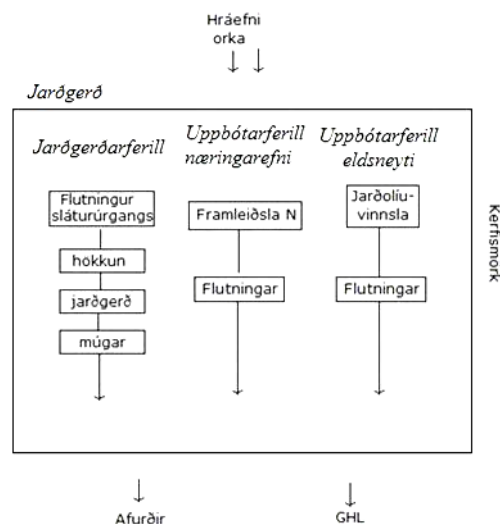 Hráefni
orka
Jarðgerð
Jarðgerðarferill
Uppbótarferill
næringarefni
Uppbótarferill
eldsneyti
Flutningur
sláturúrgangs
Framleiðsla N
Jarðolíu-
vinnsla
Kerfismörk
hökkun
Flutningar
Flutningar
jarðgerð
múgar
Afurðir
GHL